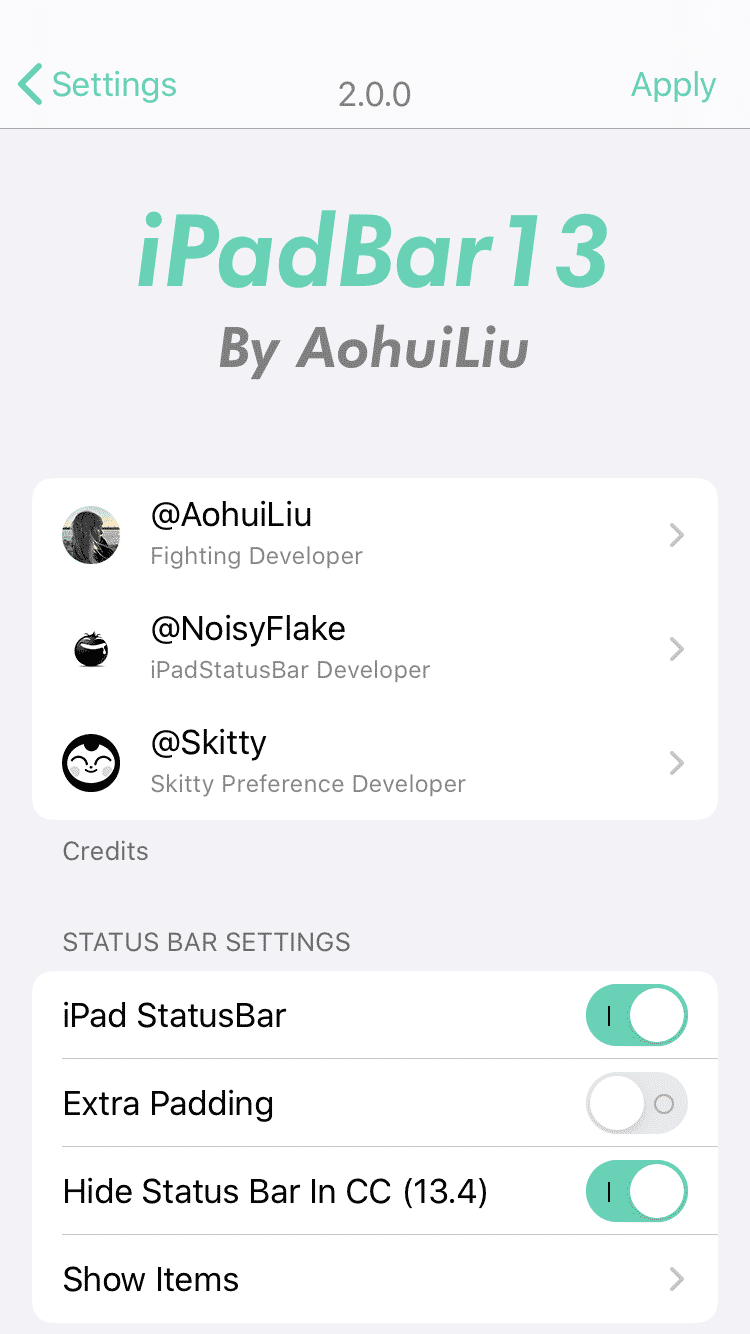 Settings
2.0.0
Apply
iPadBar13
By AohuiLiu
@AohuiLiu
Fighting Developer
@NoisyFlake
iPadStatusBar Developer
@Skitty
Skitty Preference Developer
Credits
STATUS BAR SETTINGS
iPad StatusBar
Extra Padding
Hide Status Bar In CC (13.4)
Show Items